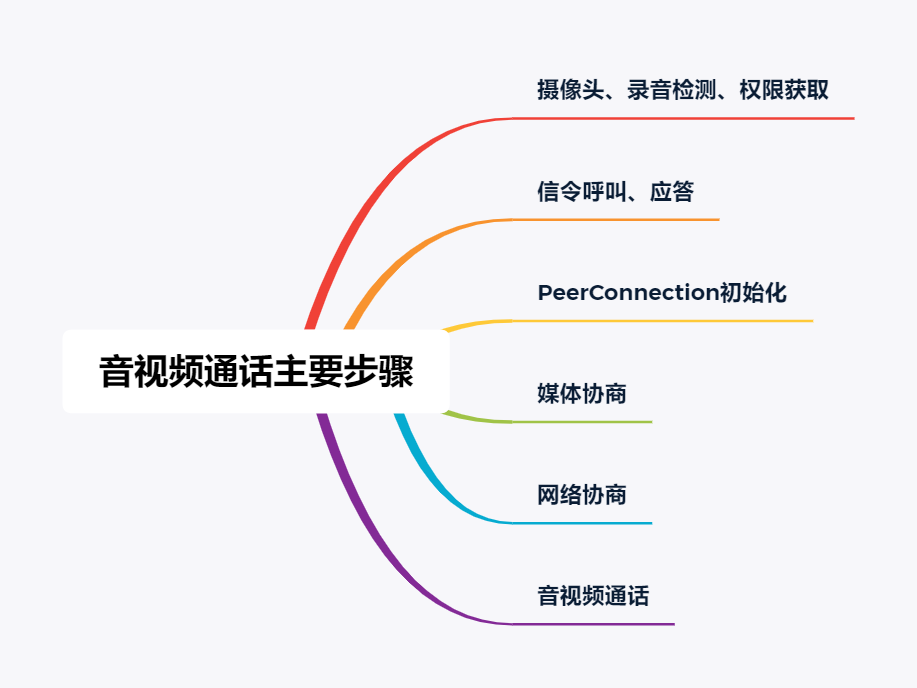 音视频通话主要步骤
摄像头、录音检测、权限获取
信令呼叫、应答
PeerConnection初始化
媒体协商
网络协商
音视频通话